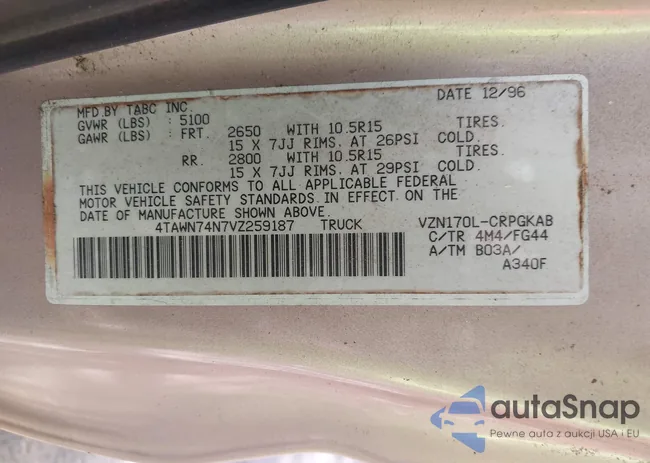 MFD.BY TABC INC. DATE 12/96
GVWR (LBS) : 5100
GAWR (LBS) : FRT. 2650 WITH 10.5R15 TIRES.
15 X 7JJ RIMS. AT 26PSI COLD.
RR. 2800 WITH 10.5R15 TIRES.
15 X 7JJ RIMS. AT 29PSI COLD.
THIS VEHICLE CONFORMS TO ALL APPLICABLE FEDERAL
MOTOR VEHICLE SAFETY STANDARDS IN EFFECT ON THE
DATE OF MANUFACTURE SHOWN ABOVE.
4TAWN74N7VZ259187 TRUCK VZN170L-CRPGKAB
C/TR 4M4/FG44
A/TM B03A/
A340F
autoSnap
Pewne auta z aukcji USA i EU